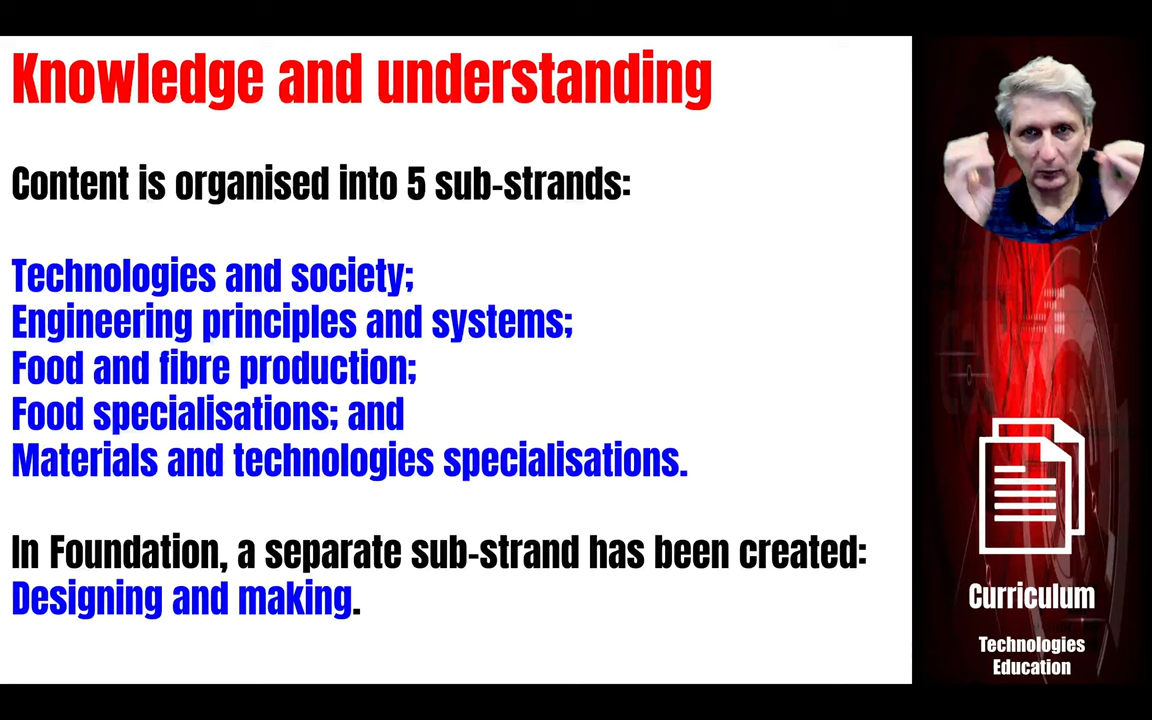 Knowledge and understanding
Content is organised into 5 sub-strands:
Technologies and society;
Engineering principles and systems;
Food and fibre production;
Food specialisations; and
Materials and technologies specialisations.
In Foundation, a separate sub-strand has been created:
Designing and making.
Curriculum
Technologies
Education